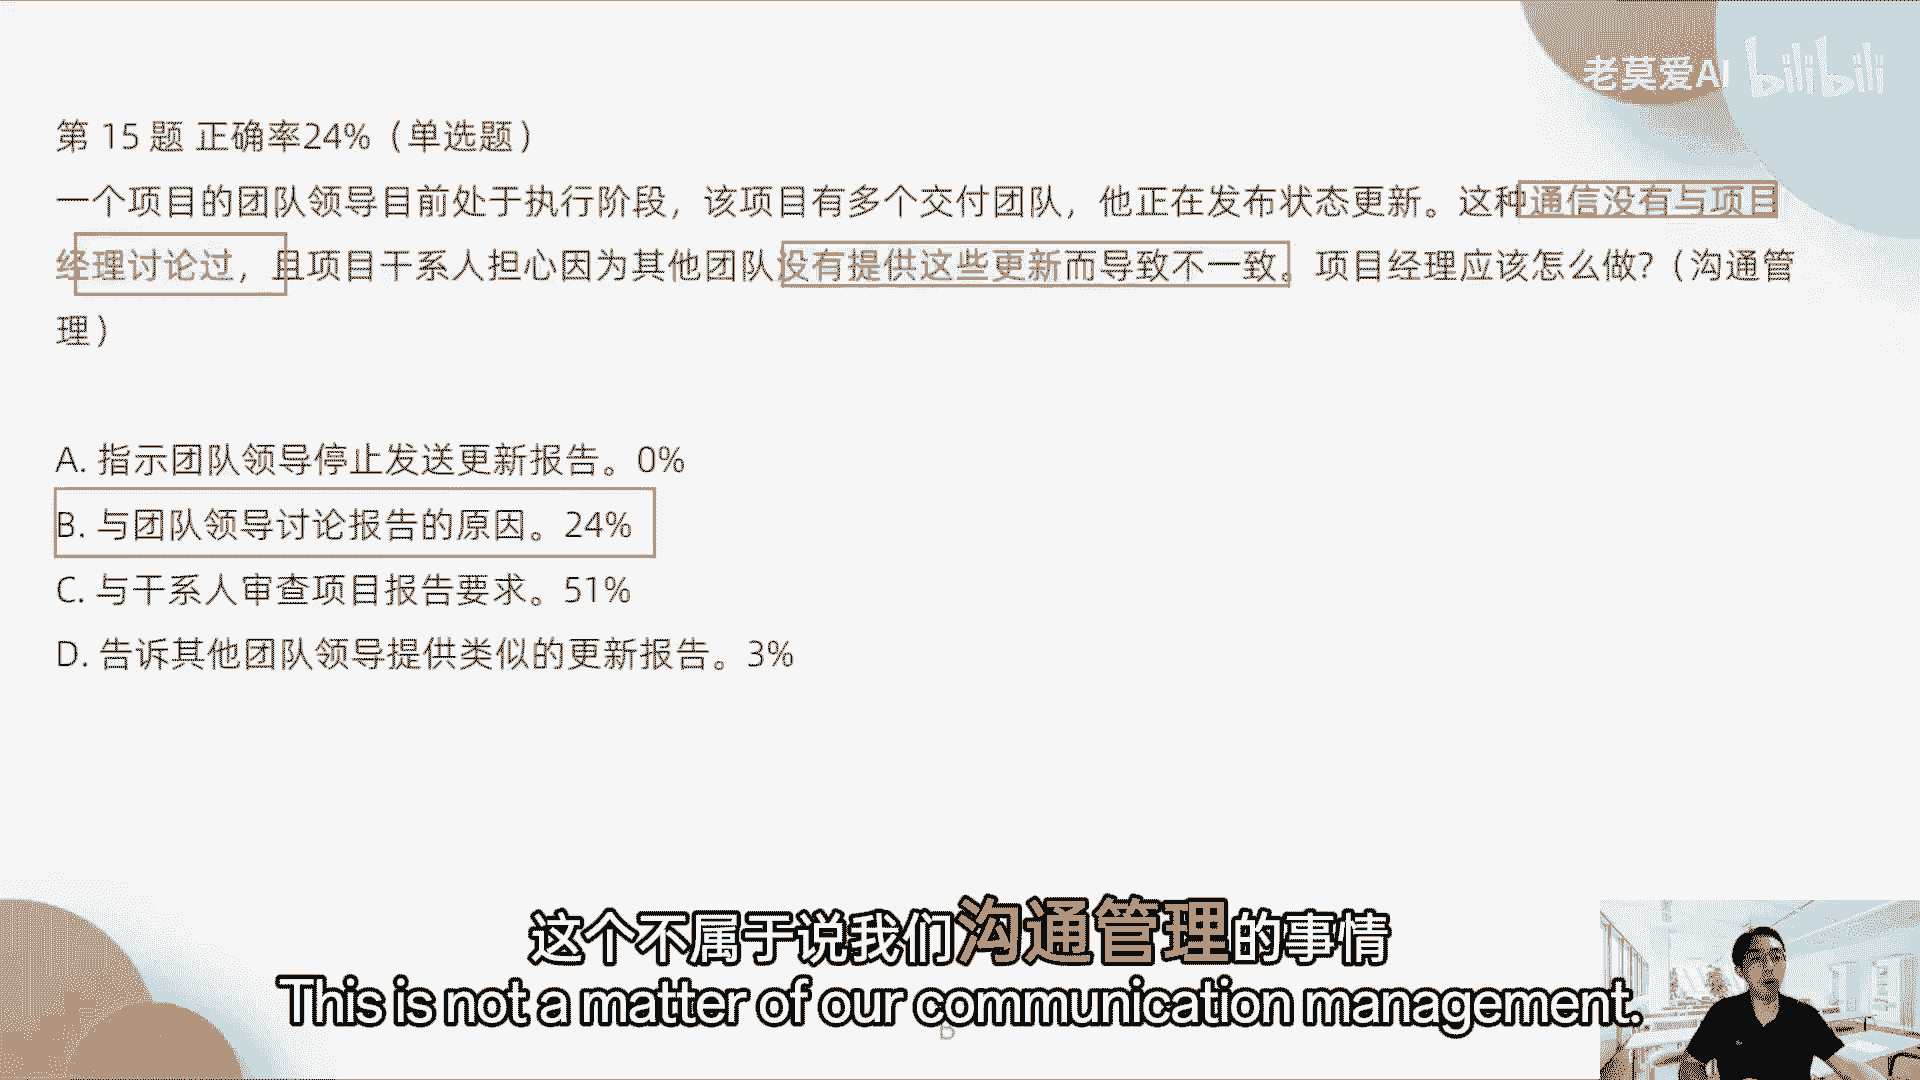 老莫爱AI bilibili
第 15 题 正确率24%（单选题）
一个项目的团队领导目前处于执行阶段，该项目有多个交付团队，他正在发布状态更新。这种通信没有与项目
经理讨论过，且项目干系人担心因为其他团队没有提供这些更新而导致不一致。项目经理应该怎么做?（沟通管
理）
A. 指示团队领导停止发送更新报告。0%
B. 与团队领导讨论报告的原因。24%
C. 与干系人审查项目报告要求。51%
D. 告诉其他团队领导提供类似的更新报告。3%
这个不属于说我们沟通管理的事情
This is not a matter of our communication management.
B